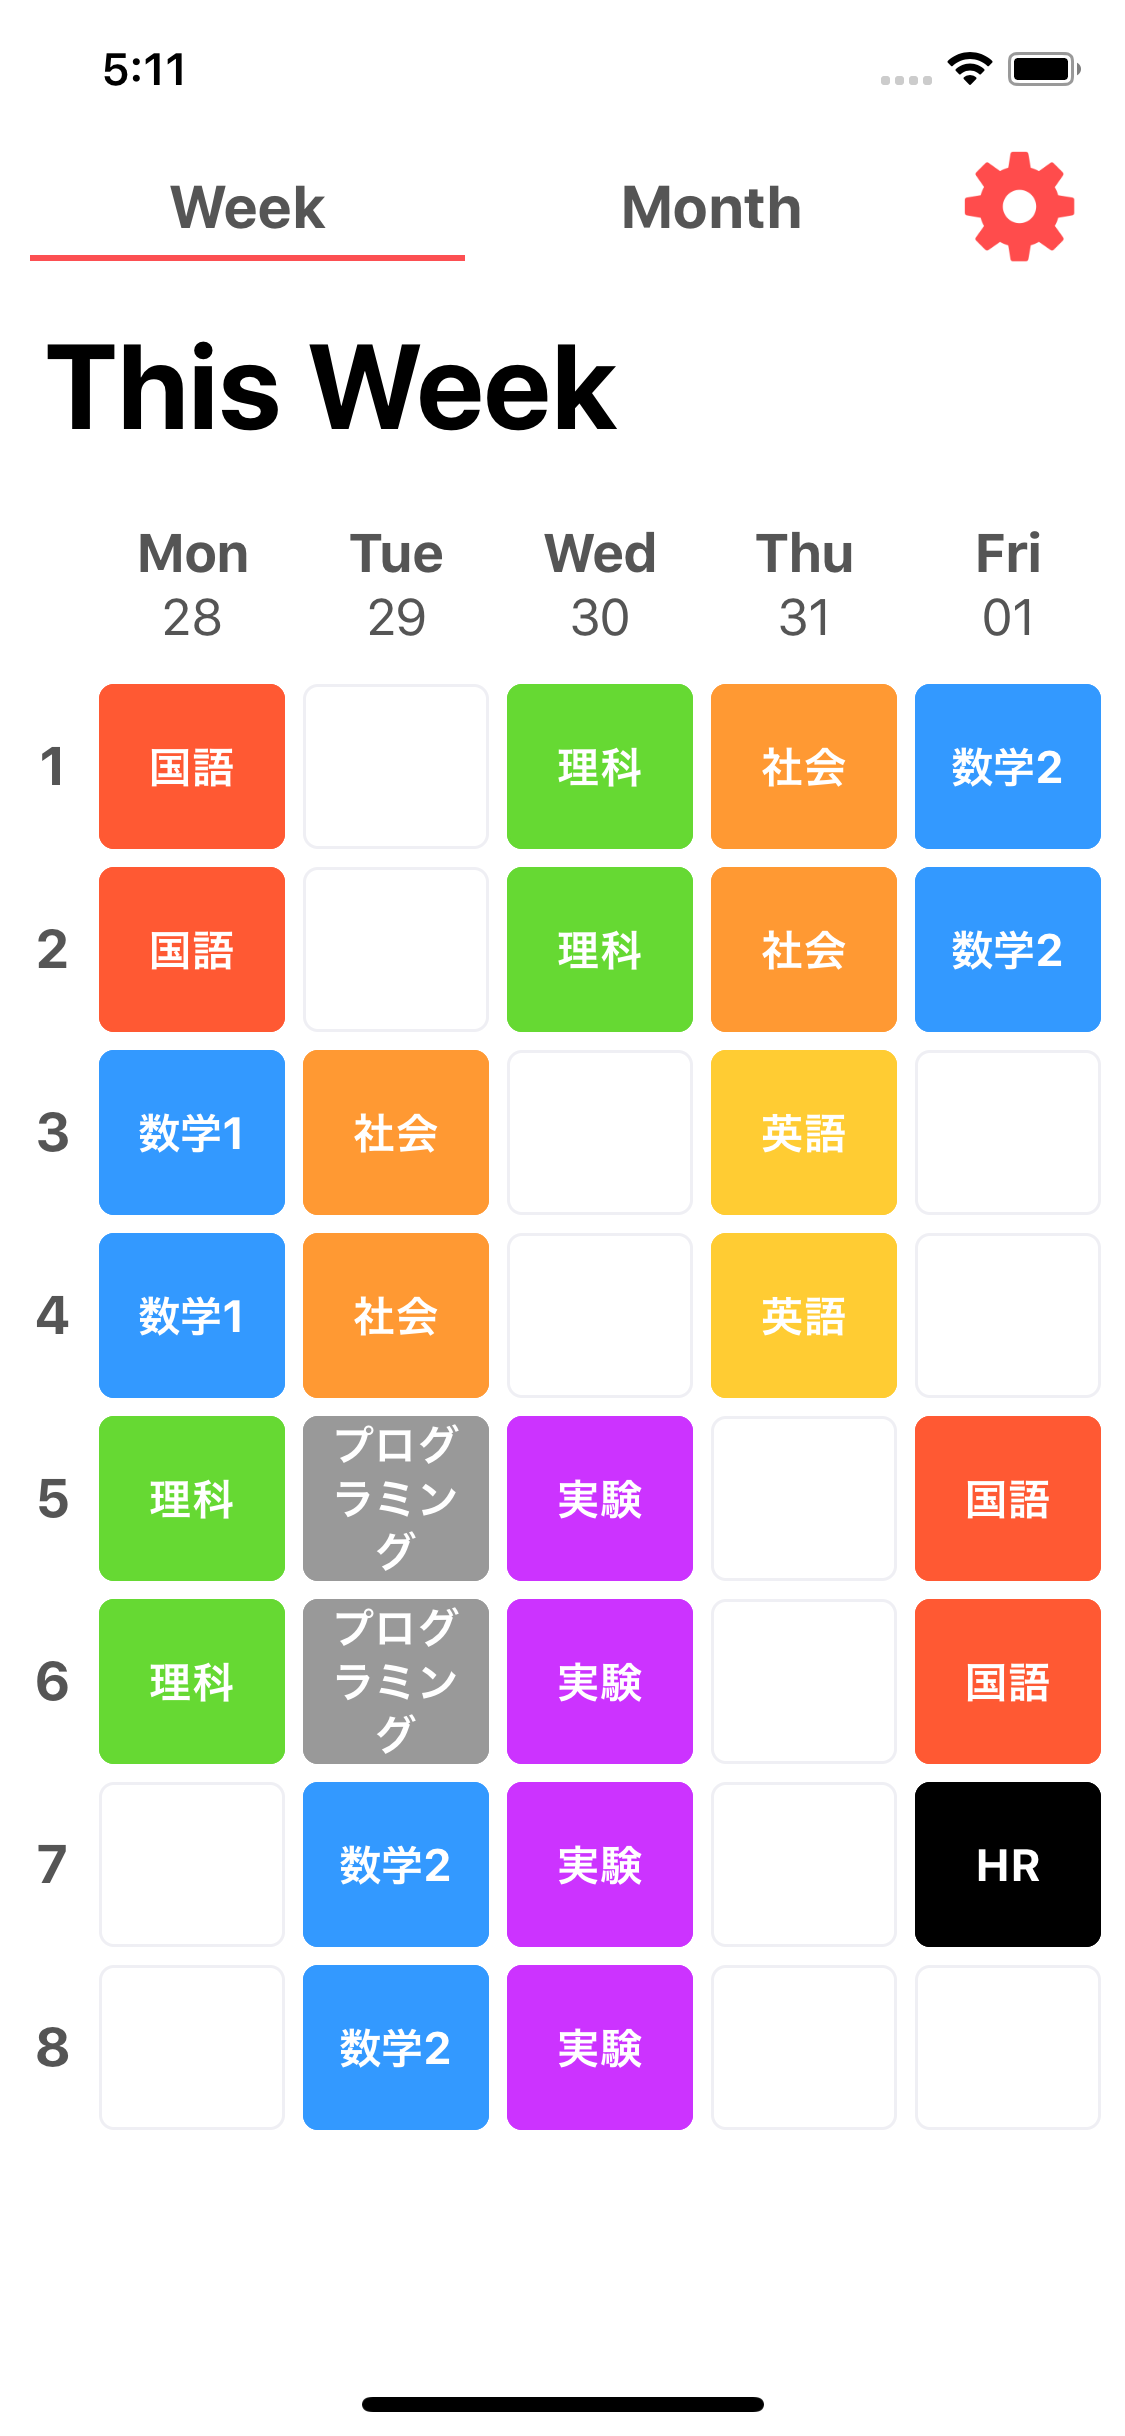 5:11
Week
Month
This Week
Mon
Tue
Wed
Thu
Fri
28
29
30
31
01
1
国語
理科
社会
数学2
2
国語
理科
社会
数学2
3
数学1
社会
英語
4
数学1
社会
英語
5
理科
プログ
ラミン
グ
実験
国語
6
理科
プログ
ラミン
グ
実験
国語
7
数学2
実験
HR
8
数学2
実験